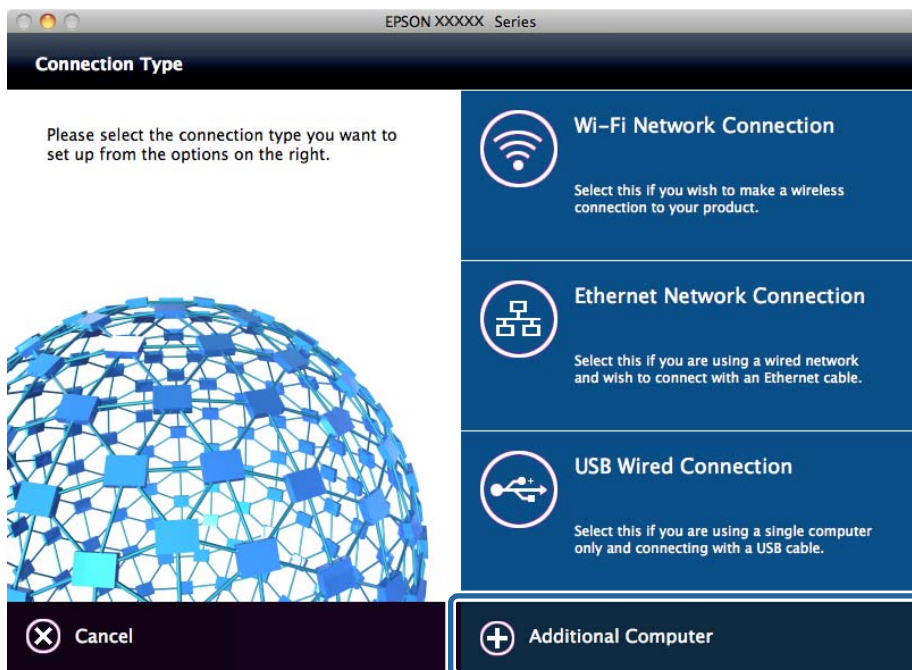 EPSON XXXXX Series
Connection Type
Please select the connection type you want to
set up from the options on the right.
Wi-Fi Network Connection
Select this if you wish to make a wireless
connection to your product.
Ethernet Network Connection
Select this if you are using a wired network
and wish to connect with an Ethernet cable.
USB Wired Connection
Select this if you are using a single computer
only and connecting with a USB cable.
Cancel
Additional Computer